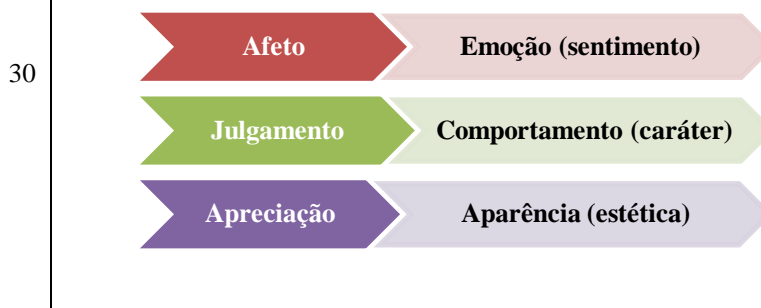 Afeto Emoção (sentimento)
30
Julgamento Comportamento (caráter)
Apreciação Aparência (estética)